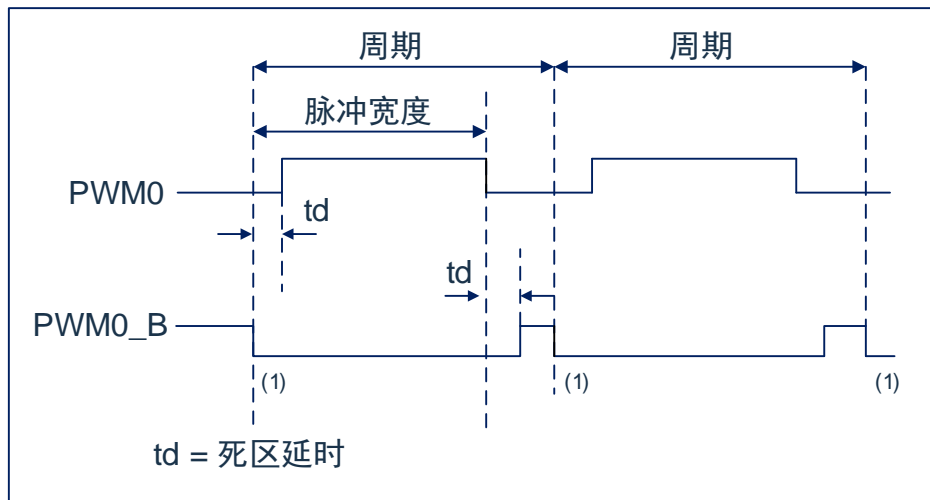 周期 周期
脉冲宽度
PWM0
td
td
PWM0_B
(1) (1) (1)
td = 死区延时